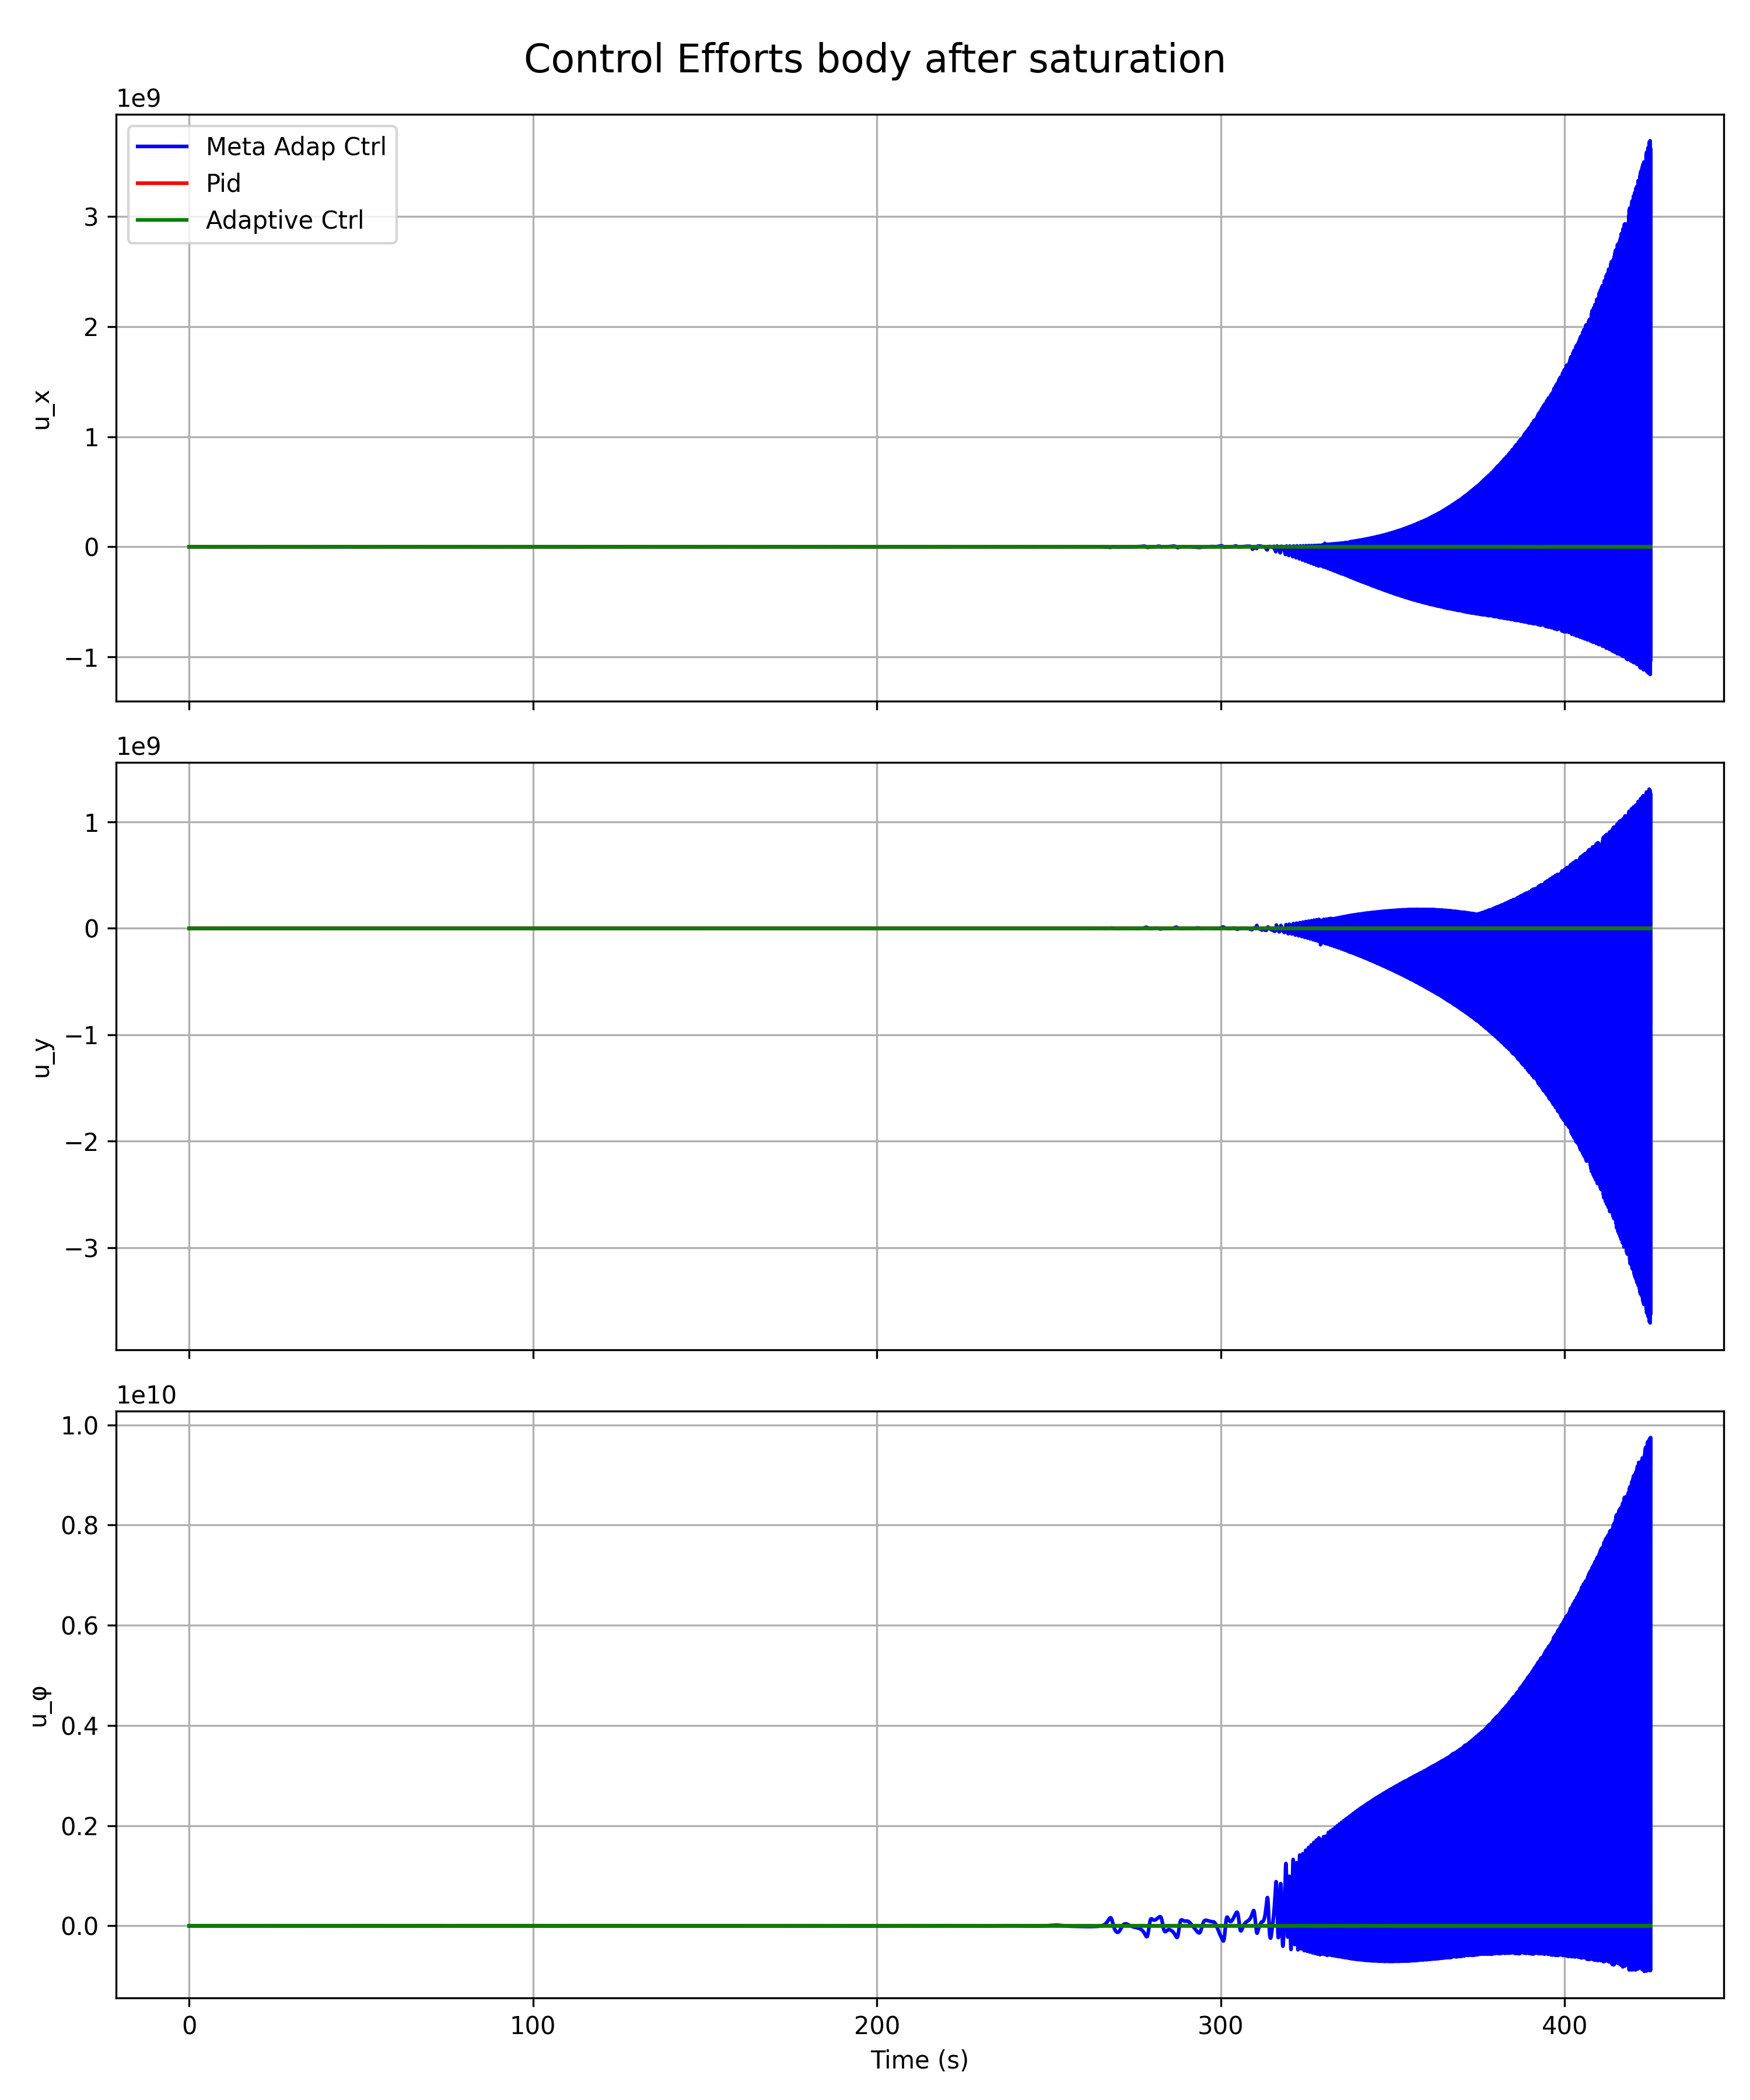 Control Efforts body after saturation
1e9
Meta Adap Ctrl
Pid
Adaptive Ctrl
3
2
1
0
−1
u_x
1e9
1
0
−1
−2
−3
u_y
1e10
1.0
0.8
0.6
0.4
0.2
0.0
u_φ
0 100 200 300 400
Time (s)